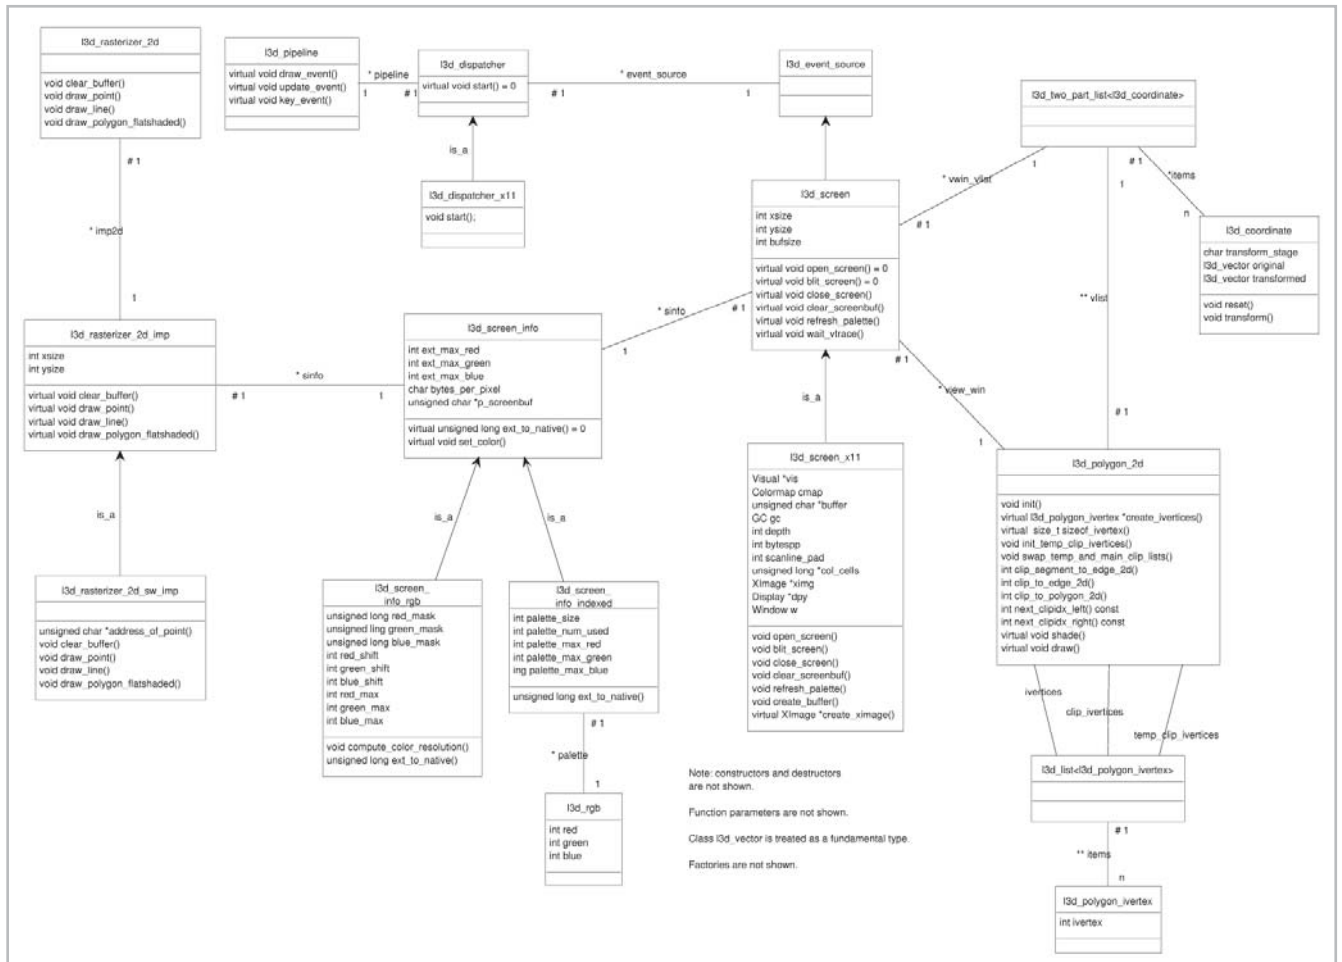 l3d_rasterizer_2d
void clear_buffer()
void draw_point()
void draw_line()
void draw_polygon_flatshaded()
# 1
* imp2d
1
l3d_pipeline
virtual void draw_event()
virtual void update_event()
virtual void key_event()
* pipeline
1
# 1
l3d_dispatcher
virtual void start() = 0
* event_source
# 1
1
l3d_event_source
is_a
l3d_dispatcher_x11
void start();
l3d_two_part_list<l3d_coordinate>
* vwin_vlist
1
# 1
1
# 1
*items
n
l3d_coordinate
char transform_stage
l3d_vector original
l3d_vector transformed
void reset()
void transform()
** vlist
# 1
l3d_screen
int xsize
int ysize
int bufsize
virtual void open_screen() = 0
virtual void blit_screen() = 0
virtual void close_screen()
virtual void clear_screenbuf()
virtual void refresh_palette()
virtual void wait_vtrace()
* sinfo
# 1
1
# 1
* view_win
1
l3d_rasterizer_2d_imp
int xsize
int ysize
virtual void clear_buffer()
virtual void draw_point()
virtual void draw_line()
virtual void draw_polygon_flatshaded()
* sinfo
# 1
1
l3d_screen_info
int ext_max_red
int ext_max_green
int ext_max_blue
char bytes_per_pixel
unsigned char *p_screenbuf
virtual unsigned long ext_to_native() = 0
virtual void set_color()
is_a
is_a
is_a
is_a
l3d_rasterizer_2d_sw_imp
unsigned char *address_of_point()
void clear_buffer()
void draw_point()
void draw_line()
void draw_polygon_flatshaded()
l3d_screen_
info_rgb
unsigned long red_mask
unsigned ling green_mask
unsigned long blue_mask
int red_shift
int green_shift
int blue_shift
int red_max
int green_max
int blue_max
void compute_color_resolution()
unsigned long ext_to_native()
l3d_screen_
info_indexed
int palette_size
int palette_num_used
int palette_max_red
int palette_max_green
ing palette_max_blue
unsigned long ext_to_native()
# 1
* palette
1
l3d_rgb
int red
int green
int blue
l3d_screen_x11
Visual *vis
Colormap cmap
unsigned char *buffer
GC gc
int depth
int bytespp
int scanline_pad
unsigned long *col_cells
XImage *ximg
Display *dpy
Window w
void open_screen()
void blit_screen()
void close_screen()
void clear_screenbuf()
void refresh_palette()
void create_buffer()
virtual XImage *create_ximage()
l3d_polygon_2d
void init()
virtual l3d_polygon_ivertex *create_ivertices()
virtual size_t sizeof_ivertex()
void init_temp_clip_ivertices()
void swap_temp_and_main_clip_lists()
int clip_segment_to_edge_2d()
int clip_to_edge_2d()
int clip_to_polygon_2d()
int next_clipidx_left() const
int next_clipidx_right() const
virtual void shade()
virtual void draw()
ivertices
clip_ivertices
temp_clip_ivertices
l3d_list<l3d_polygon_ivertex>
# 1
** items
n
l3d_polygon_ivertex
int ivertex
Note: constructors and destructors
are not shown.
Function parameters are not shown.
Class l3d_vector is treated as a fundamental type.
Factories are not shown.